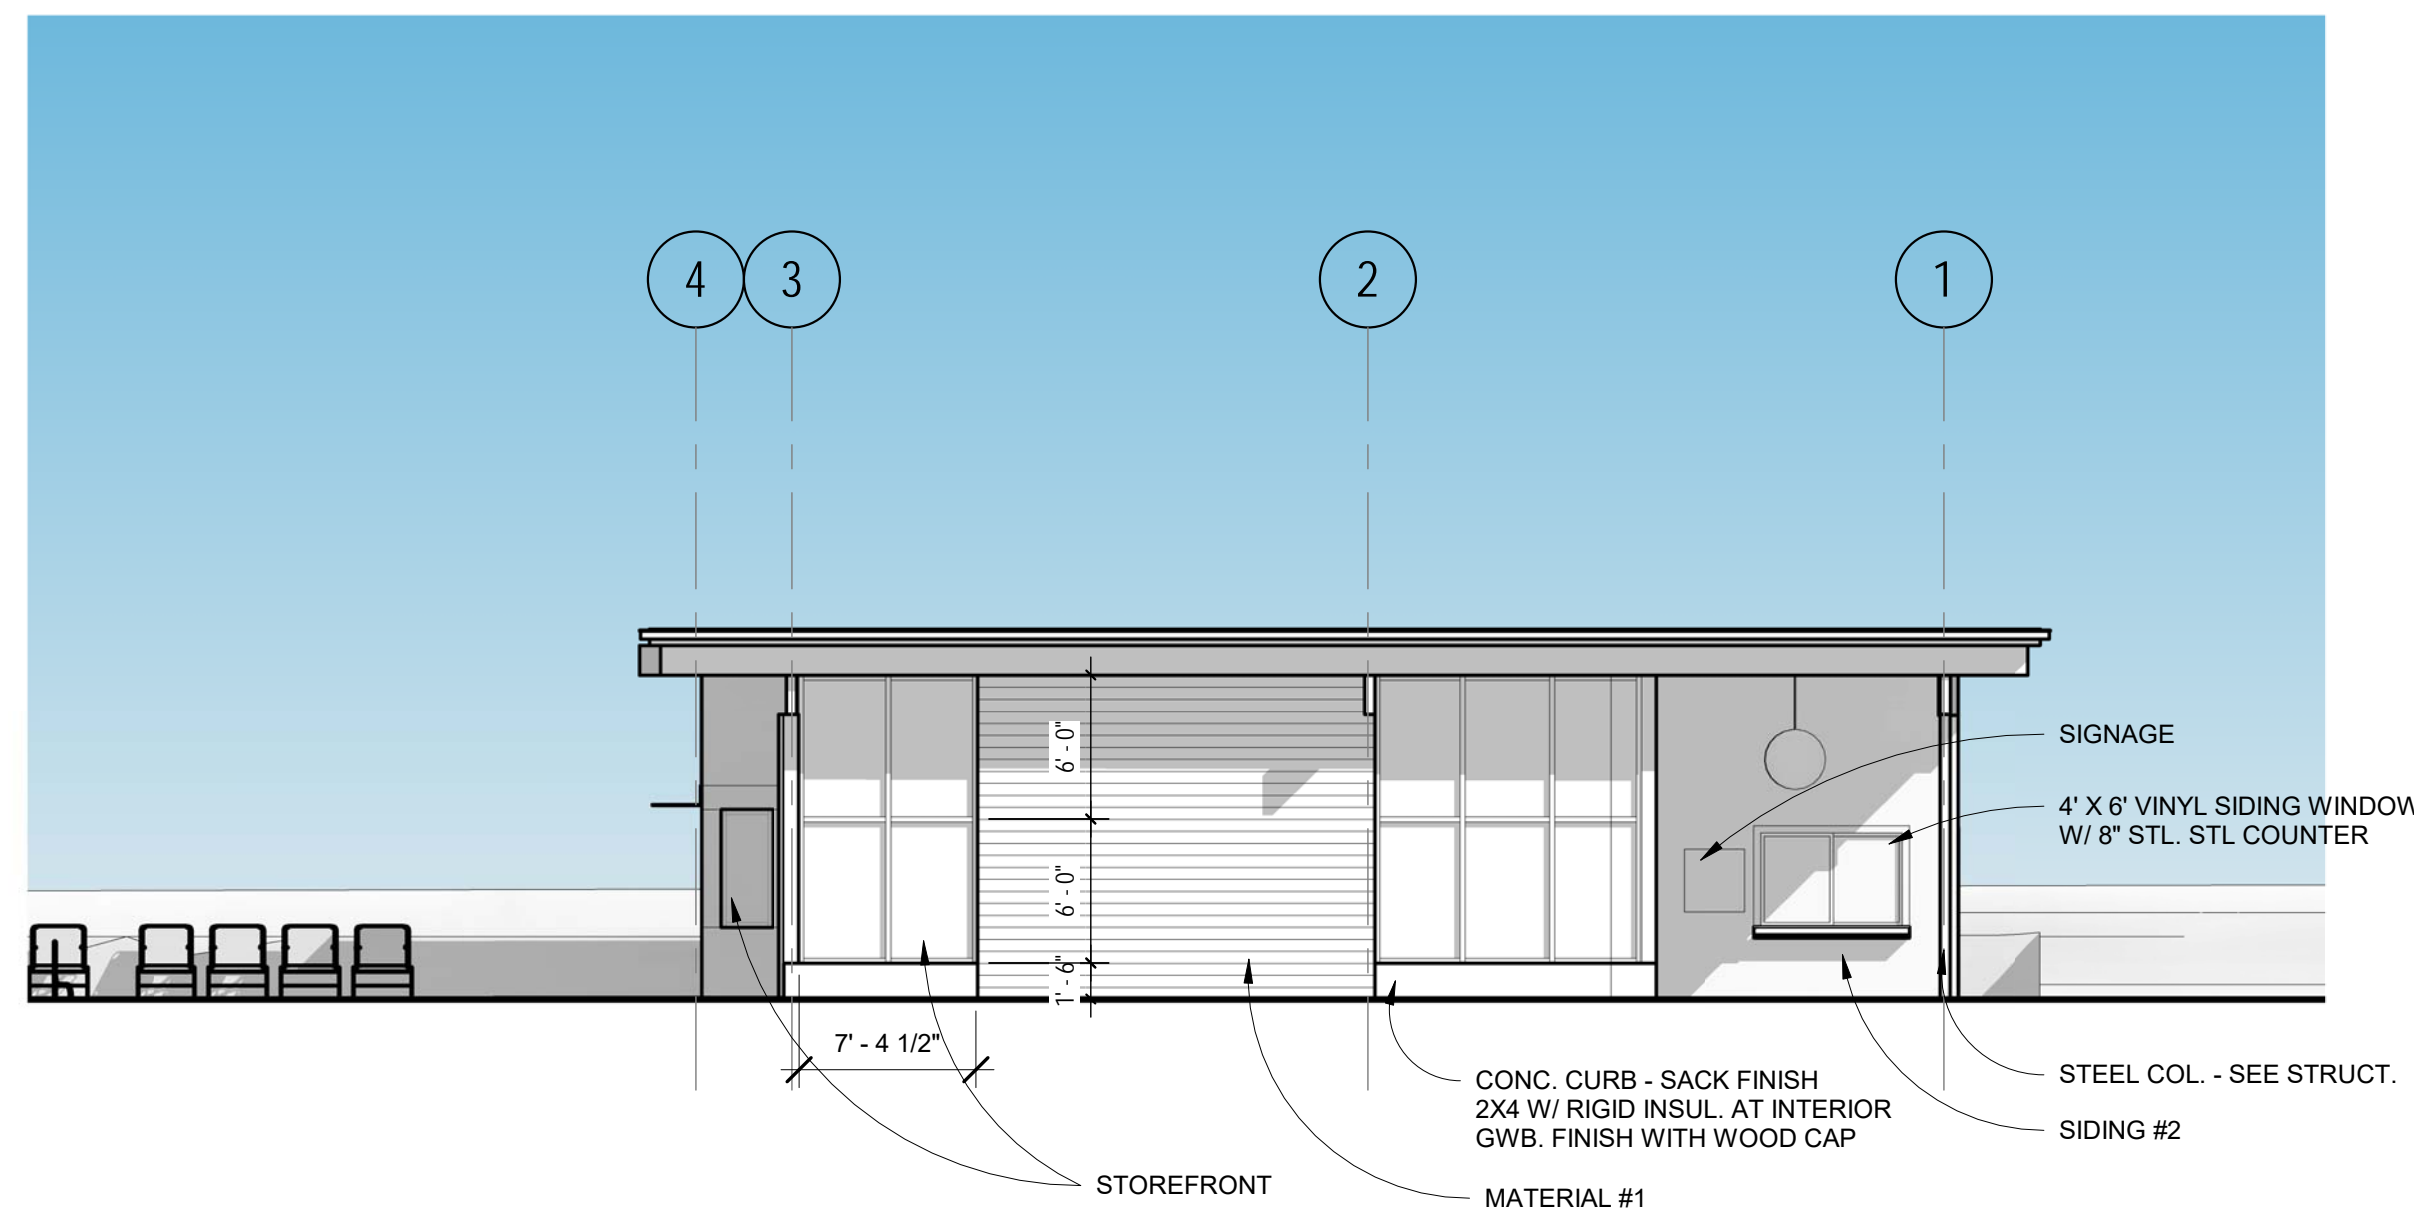 4 3 2 1
6' - 0"
SIGNAGE
4' X 6' VINYL SIDING WINDOW
W/ 8" STL. STL COUNTER
6' - 0"
1' - 6"
7' - 4 1/2"
CONC. CURB - SACK FINISH
2X4 W/ RIGID INSUL. AT INTERIOR
GWB. FINISH WITH WOOD CAP
STEEL COL. - SEE STRUCT.
SIDING #2
STOREFRONT
MATERIAL #1